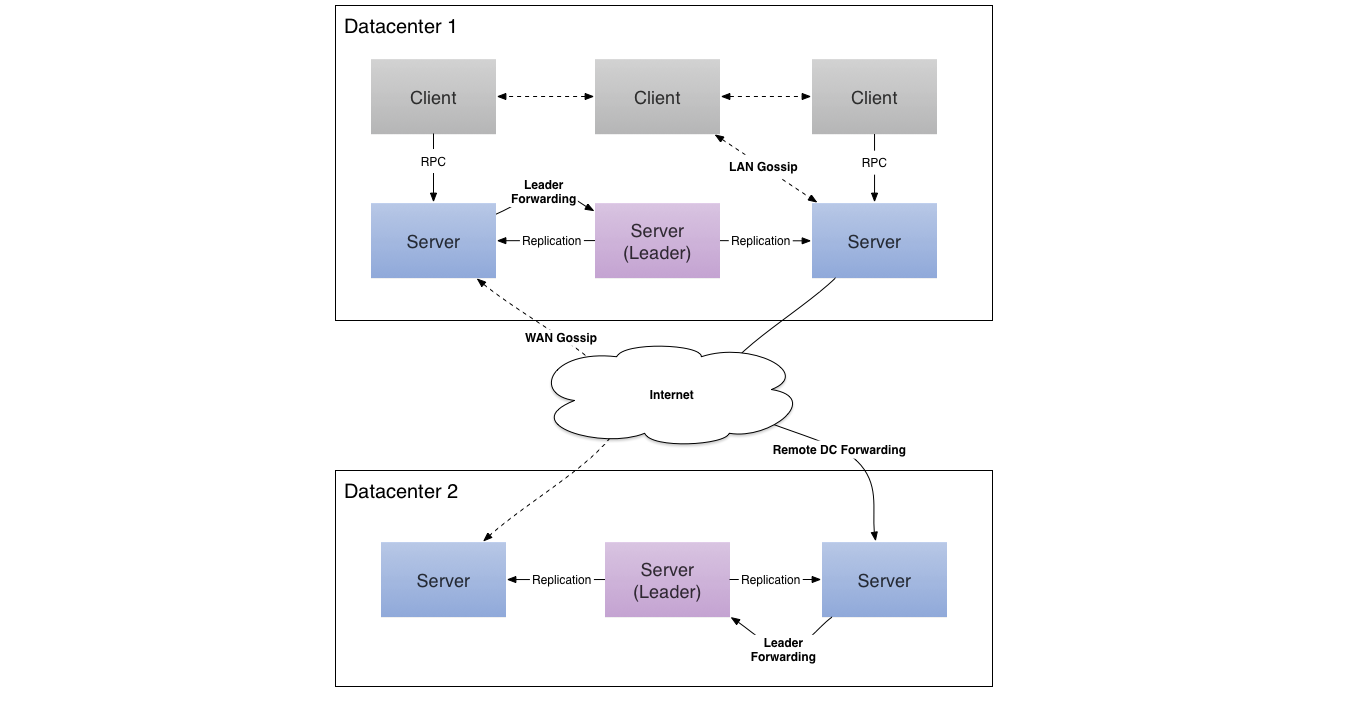 Datacenter 1
Client
Client
Client
RPC
LAN Gossip
RPC
Leader
Forwarding
Server
Replication
Server
(Leader)
Replication
Server
WAN Gossip
Internet
Remote DC Forwarding
Datacenter 2
Server
Replication
Server
(Leader)
Replication
Server
Leader
Forwarding